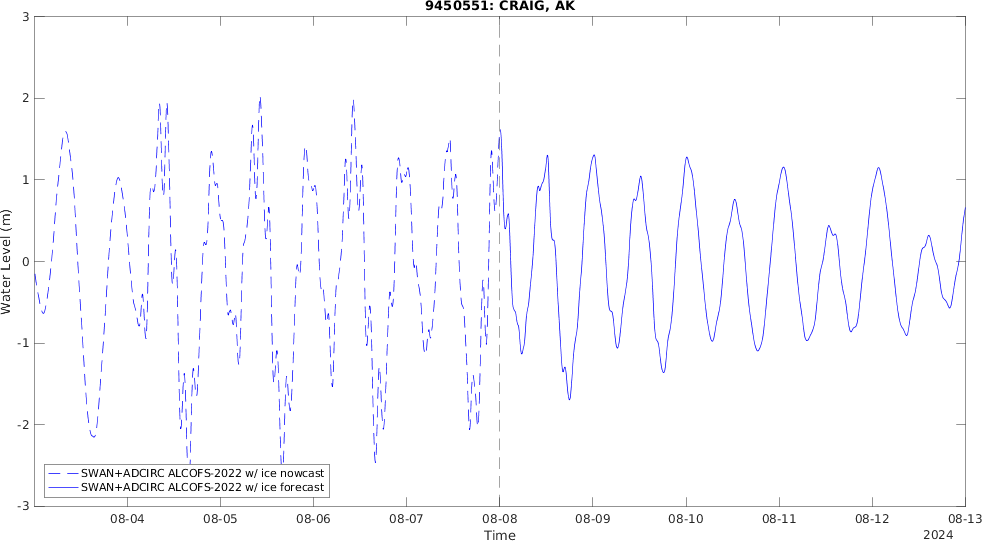 9450551: CRAIG, AK
3
2
1
0
-1
-2
-3
Water Level (m)
SWAN+ADCIRC ALCOFS-2022 w/ ice nowcast
SWAN+ADCIRC ALCOFS-2022 w/ ice forecast
08-04 08-05 08-06 08-07 08-08 08-09 08-10 08-11 08-12 08-13
Time
2024